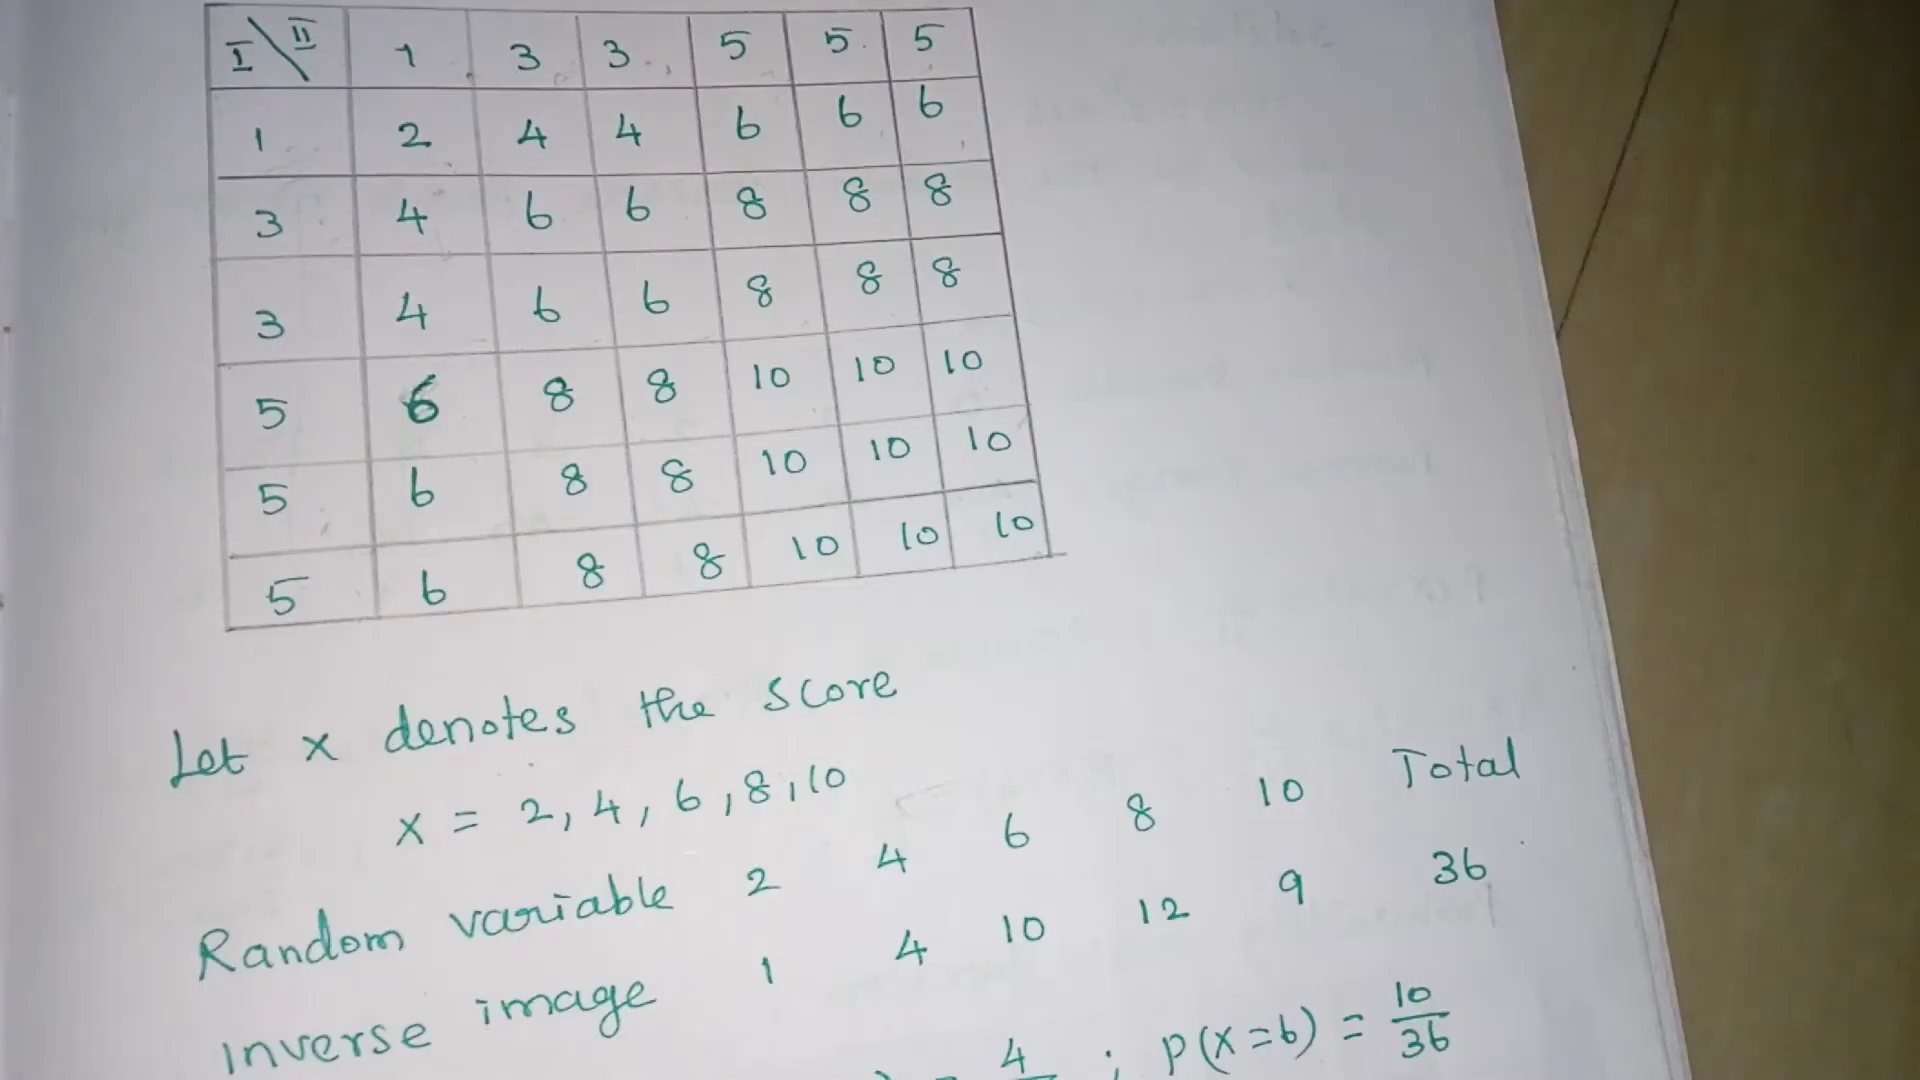 I \ II 1 3 3 5 5 5
1 2 4 4 6 6 6
3 4 6 6 8 8 8
3 4 6 6 8 8 8
5 6 8 8 10 10 10
5 6 8 8 10 10 10
5 6 8 8 10 10 10
Let x denotes the score
x = 2, 4, 6, 8, 10
Random variable 2 4 6 8 10 Total
inverse image 1 4 10 12 9 36
) = 4 ; P(x=6) = 10/36